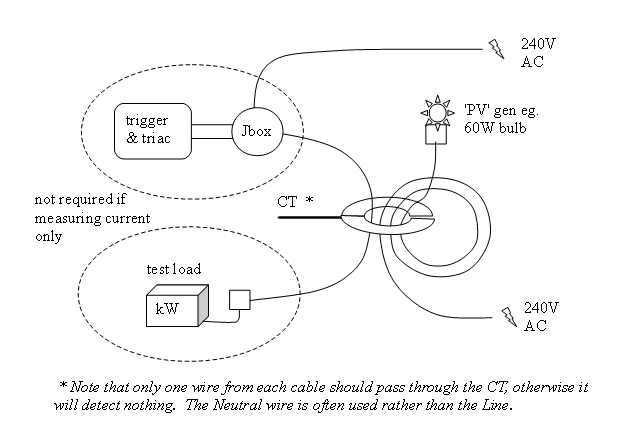 240V
AC
'PV' gen eg.
60W bulb
trigger
& triac
Jbox
not required if
measuring current
only
CT *
test load
kW
240V
AC
* Note that only one wire from each cable should pass through the CT, otherwise it
will detect nothing. The Neutral wire is often used rather than the Line.